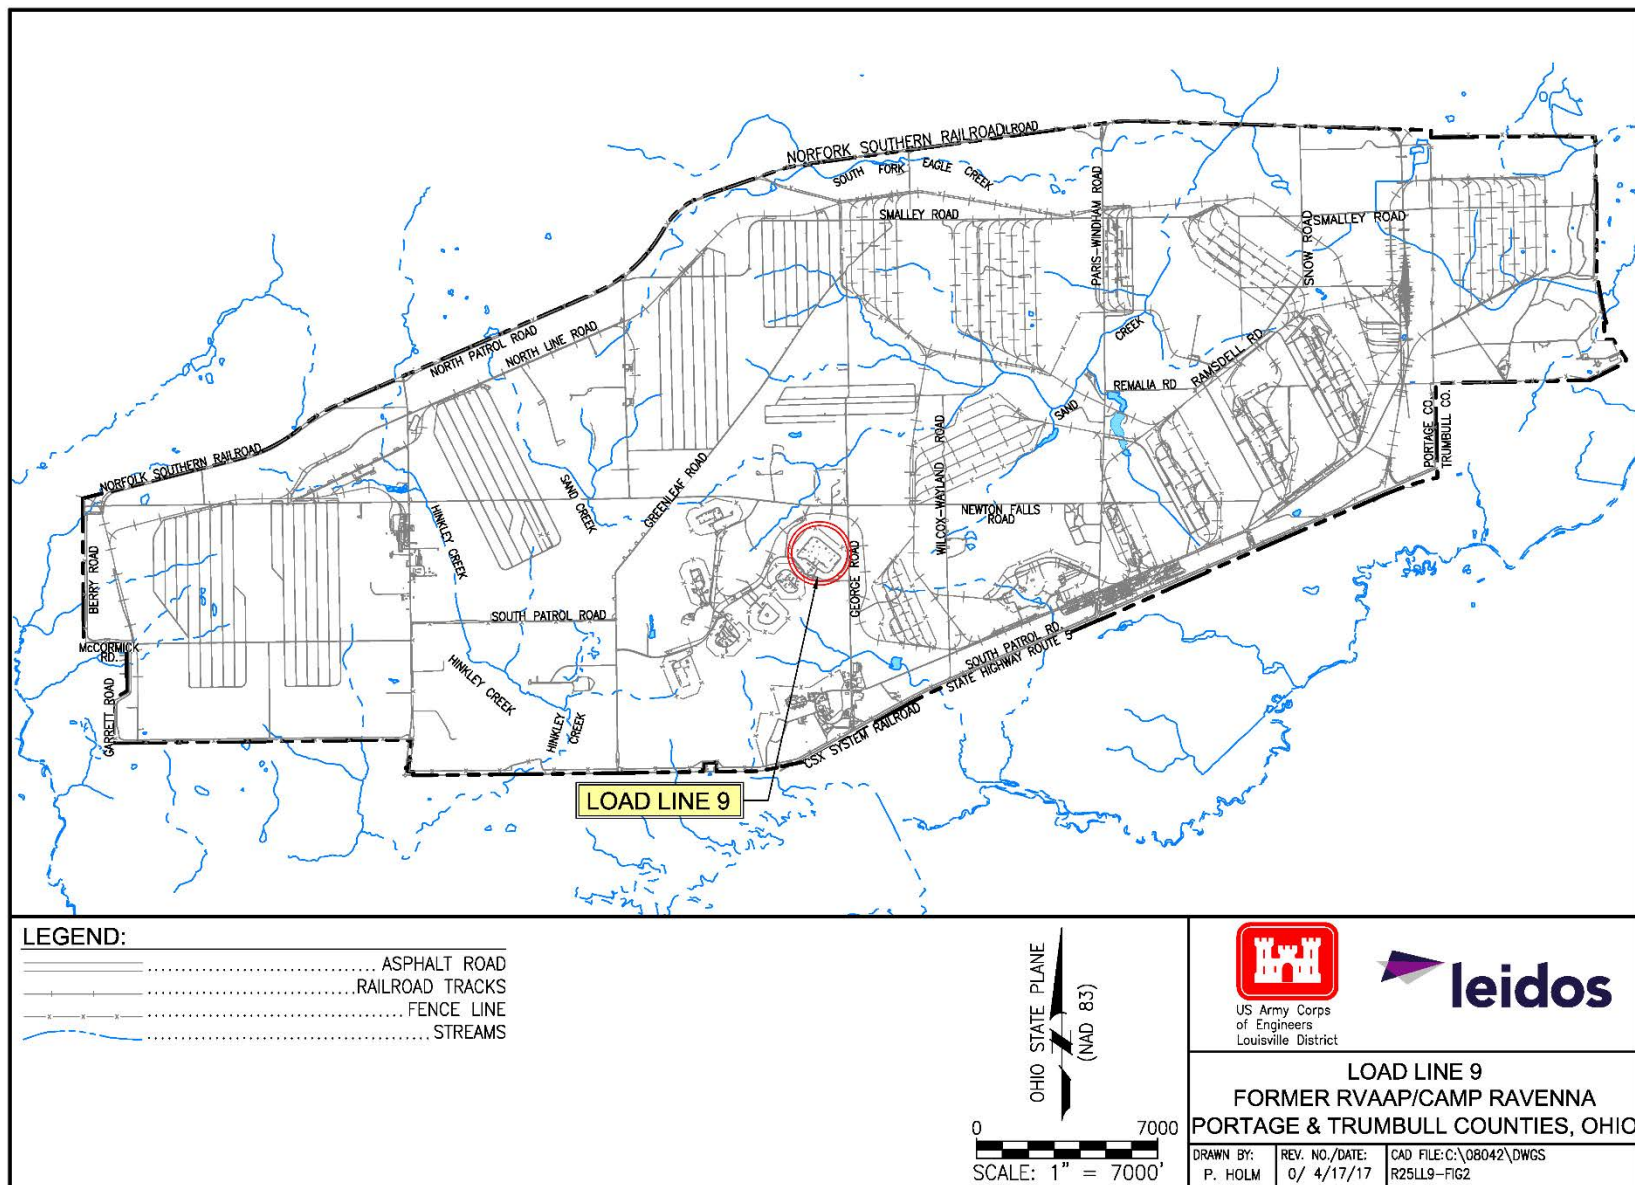 NORFORK SOUTHERN RAILROAD
LROAD
SOUTH FORK EAGLE CREEK
SMALLEY ROAD
PARIS-WINDHAM ROAD
SNOW ROAD
SMALLEY ROAD
NORTH PATROL ROAD
NORTH LINE ROAD
CREEK
SAND
REMALIA RD
RAMSDELL RD.
PORTAGE CO.
TRUMBULL CO.
NORFOLK SOUTHERN RAILROAD
SAND CREEK
GREENLEAF ROAD
WILCOX-WAYLAND ROAD
NEWTON FALLS
ROAD
HINKLEY CREEK
BERRY ROAD
GEORGE ROAD
SOUTH PATROL ROAD
McCORMICK
RD.
HINKLEY CREEK
SOUTH PATROL RD.
STATE HIGHWAY ROUTE 5
GARRETT ROAD
HINKLEY
CREEK
CSX SYSTEM RAILROAD
LOAD LINE 9
LEGEND:
ASPHALT ROAD
RAILROAD TRACKS
FENCE LINE
STREAMS
OHIO STATE PLANE
(NAD 83)
0 7000
SCALE: 1" = 7000'
US Army Corps
of Engineers
Louisville District
leidos
LOAD LINE 9
FORMER RVAAP/CAMP RAVENNA
PORTAGE & TRUMBULL COUNTIES, OHIO
DRAWN BY:
P. HOLM
REV. NO./DATE:
0/ 4/17/17
CAD FILE:C:\08042\DWGS
R25LL9-FIG2